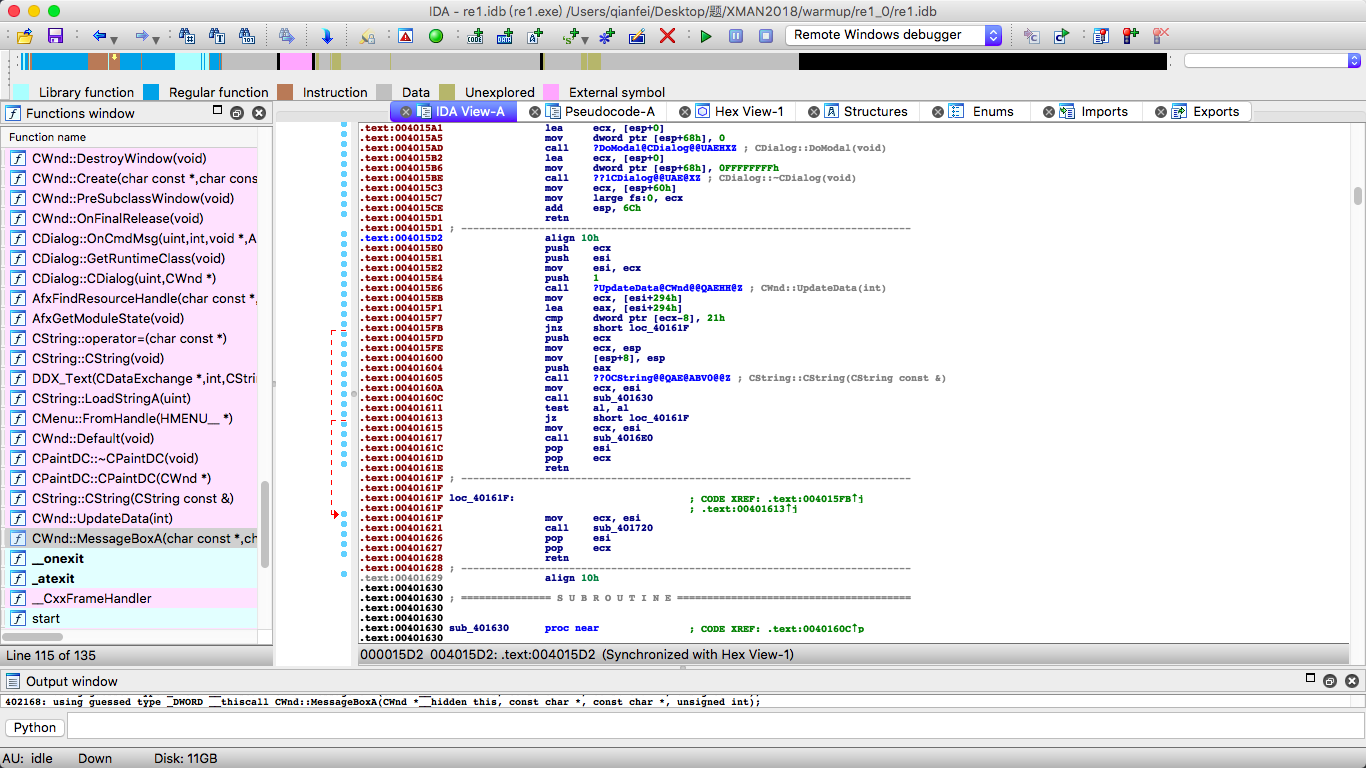 IDA - re1.idb (re1.exe) /Users/qianfei/Desktop/题/XMAN2018/warmup/re1_0/re1.idb
Remote Windows debugger
Library function Regular function Instruction Data Unexplored External symbol
Functions window
IDA View-A Pseudocode-A Hex View-1 Structures Enums Imports Exports
Function name
CWnd::DestroyWindow(void)
CWnd::Create(char const *,char cons
CWnd::PreSubclassWindow(void)
CWnd::OnFinalRelease(void)
CDialog::OnCmdMsg(uint,int,void *,A
CDialog::GetRuntimeClass(void)
CDialog::CDialog(uint,CWnd *)
AfxFindResourceHandle(char const *,
AfxGetModuleState(void)
CString::operator=(char const *)
CString::CString(void)
DDX_Text(CDataExchange *,int,CStri
CString::LoadStringA(uint)
CMenu::FromHandle(HMENU__ *)
CWnd::Default(void)
CPaintDC::~CPaintDC(void)
CPaintDC::CPaintDC(CWnd *)
CString::CString(CString const &)
CWnd::UpdateData(int)
CWnd::MessageBoxA(char const *,ch
__onexit
_atexit
__CxxFrameHandler
start
Line 115 of 135
.text:004015A1 lea ecx, [esp+0]
.text:004015A5 mov dword ptr [esp+68h], 0
.text:004015AD call ?DoModal@CDialog@@UAEHXZ ; CDialog::DoModal(void)
.text:004015B2 lea ecx, [esp+0]
.text:004015B6 mov dword ptr [esp+68h], 0FFFFFFFFh
.text:004015BE call ??1CDialog@@UAE@XZ ; CDialog::~CDialog(void)
.text:004015C3 mov ecx, [esp+60h]
.text:004015C7 mov large fs:0, ecx
.text:004015CE add esp, 6Ch
.text:004015D1 retn
.text:004015D1 ; ---------------------------------------------------------------------------
.text:004015D2 align 10h
.text:004015E0 push ecx
.text:004015E1 push esi
.text:004015E2 mov esi, ecx
.text:004015E4 push 1
.text:004015E6 call ?UpdateData@CWnd@@QAEHH@Z ; CWnd::UpdateData(int)
.text:004015EB mov ecx, [esi+294h]
.text:004015F1 lea eax, [esi+294h]
.text:004015F7 cmp dword ptr [ecx-8], 21h
.text:004015FB jnz short loc_40161F
.text:004015FD push ecx
.text:004015FE mov ecx, esp
.text:00401600 mov [esp+8], esp
.text:00401604 push eax
.text:00401605 call ??0CString@@QAE@ABV0@@Z ; CString::CString(CString const &)
.text:0040160A mov ecx, esi
.text:0040160C call sub_401630
.text:00401611 test al, al
.text:00401613 jz short loc_40161F
.text:00401615 mov ecx, esi
.text:00401617 call sub_4016E0
.text:0040161C pop esi
.text:0040161D pop ecx
.text:0040161E retn
.text:0040161F ; ---------------------------------------------------------------------------
.text:0040161F
.text:0040161F loc_40161F: ; CODE XREF: .text:004015FB↑j
.text:0040161F ; .text:00401613↑j
.text:0040161F mov ecx, esi
.text:00401621 call sub_401720
.text:00401626 pop esi
.text:00401627 pop ecx
.text:00401628 retn
.text:00401628 ; ---------------------------------------------------------------------------
.text:00401629 align 10h
.text:00401630
.text:00401630 ; =============== S U B R O U T I N E =======================================
.text:00401630
.text:00401630
.text:00401630 sub_401630 proc near ; CODE XREF: .text:0040160C↑p
.text:00401630
000015D2 004015D2: .text:004015D2 (Synchronized with Hex View-1)
Output window
402168: using guessed type _DWORD __thiscall CWnd::MessageBoxA(CWnd *__hidden this, const char *, const char *, unsigned int);
Python
AU: idle Down Disk: 11GB